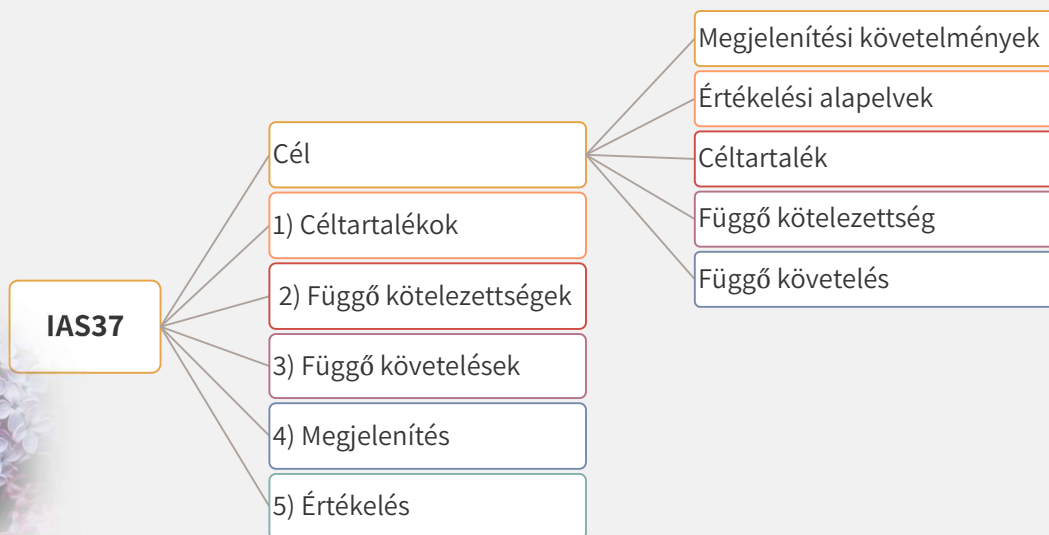 IAS37
Cél
1) Céltartalékok
2) Függő kötelezettségek
3) Függő követelések
4) Megjelenítés
5) Értékelés
Megjelenítési követelmények
Értékelési alapelvek
Céltartalék
Függő kötelezettség
Függő követelés